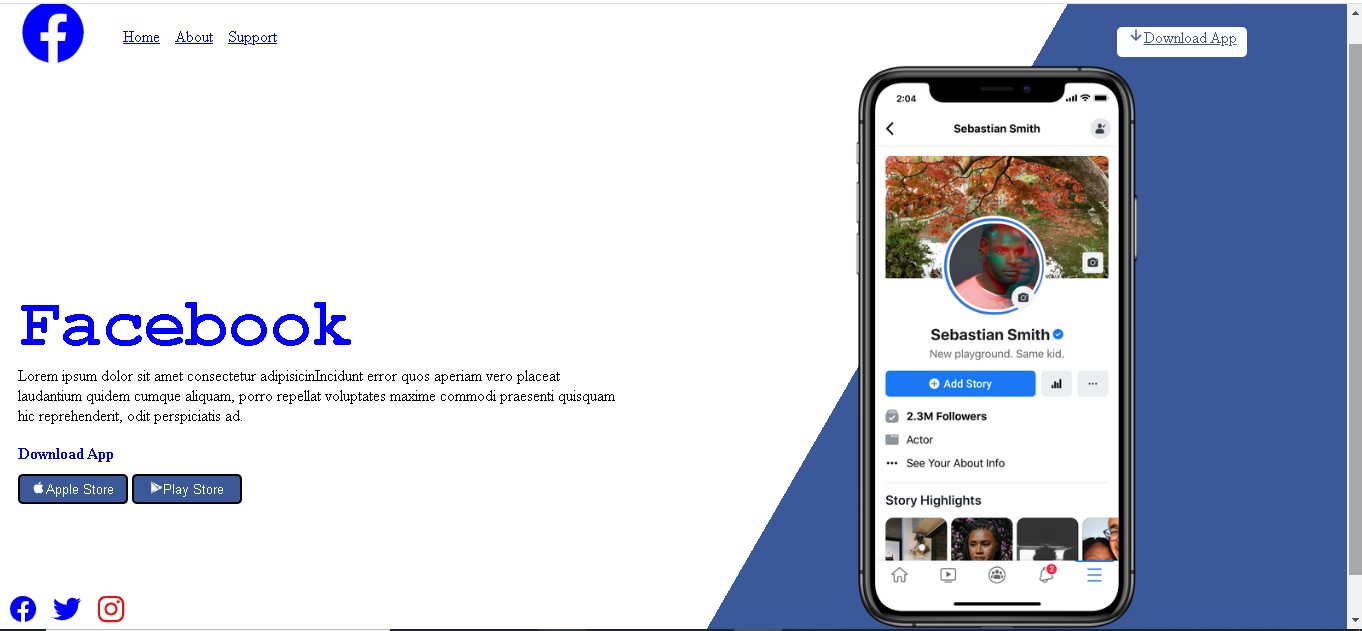 Home About Support
Download App
2:04
Sebastian Smith
Facebook
Lorem ipsum dolor sit amet consectetur adipisicinIncidunt error quos aperiam vero placeat
laudantium quidem cumque aliquam, porro repellat voluptates maxime commodi praesenti quisquam
hic reprehenderit, odit perspiciatis ad.
Download App
Apple Store Play Store
Sebastian Smith
New playground. Same kid.
Add Story
2.3M Followers
Actor
See Your About Info
Story Highlights
2